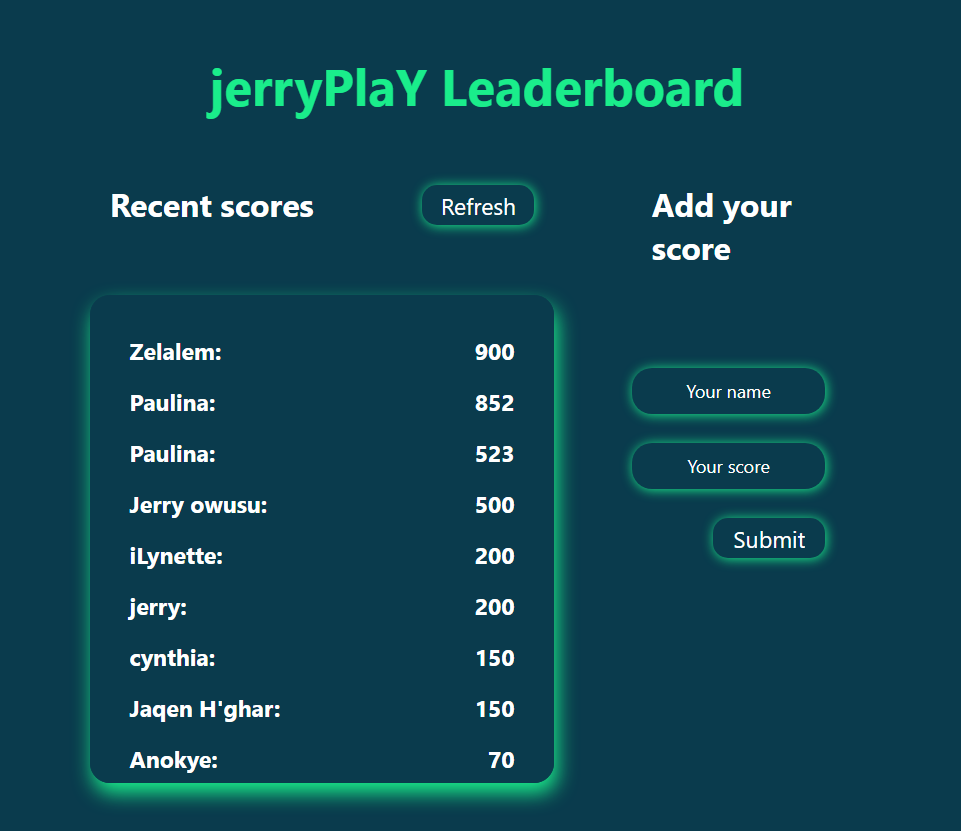 jerryPlaY Leaderboard
Recent scores
Refresh
Zelalem: 900
Paulina: 852
Paulina: 523
Jerry owusu: 500
iLynette: 200
jerry: 200
cynthia: 150
Jaqen H'ghar: 150
Anokye: 70
Add your
score
Your name
Your score
Submit